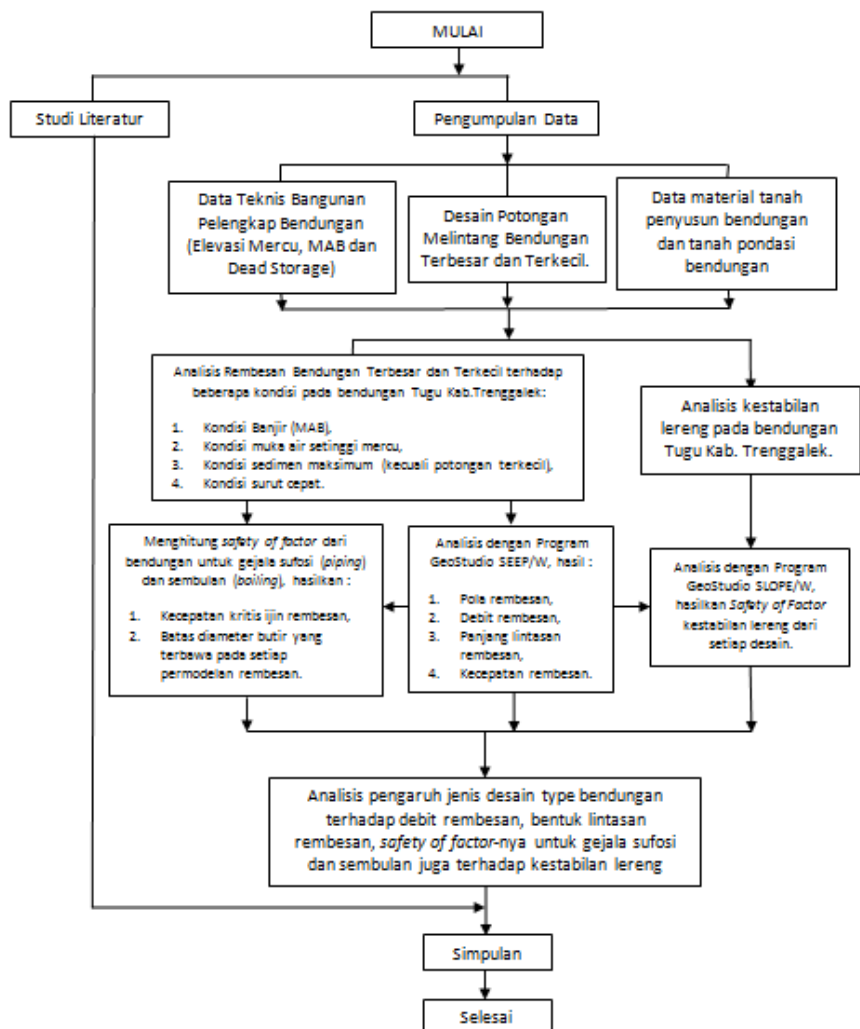 MULAI
Studi Literatur
Pengumpulan Data
Data Teknis Bangunan
Pelengkap Bendungan
(Elevasi Mercu, MAB dan
Dead Storage)
Desain Potongan
Melintang Bendungan
Terbesar dan Terkecil.
Data material tanah
penyusun bendungan
dan tanah pondasi
bendungan
Analisis Rembesan Bendungan Terbesar dan Terkecil terhadap
beberapa kondisi pada bendungan Tugu Kab.Trenggalek:
1. Kondisi Banjir (MAB),
2. Kondisi muka air setinggi mercu,
3. Kondisi sedimen maksimum (kecuali potongan terkecil),
4. Kondisi surut cepat.
Analisis kestabilan
lereng pada bendungan
Tugu Kab. Trenggalek.
Menghitung safety of factor dari
bendungan untuk gejala sufosi (piping)
dan sembulan (boiling), hasilkan :
1. Kecepatan kritis ijin rembesan,
2. Batas diameter butir yang
terbawa pada setiap
permodelan rembesan.
Analisis dengan Program
GeoStudio SEEP/W, hasil :
1. Pola rembesan,
2. Debit rembesan,
3. Panjang lintasan
rembesan,
4. Kecepatan rembesan.
Analisis dengan Program
GeoStudio SLOPE/W,
hasilkan Safety of Factor
kestabilan lereng dari
setiap desain.
Analisis pengaruh jenis desain type bendungan
terhadap debit rembesan, bentuk lintasan
rembesan, safety of factor-nya untuk gejala sufosi
dan sembulan juga terhadap kestabilan lereng
Simpulan
Selesai